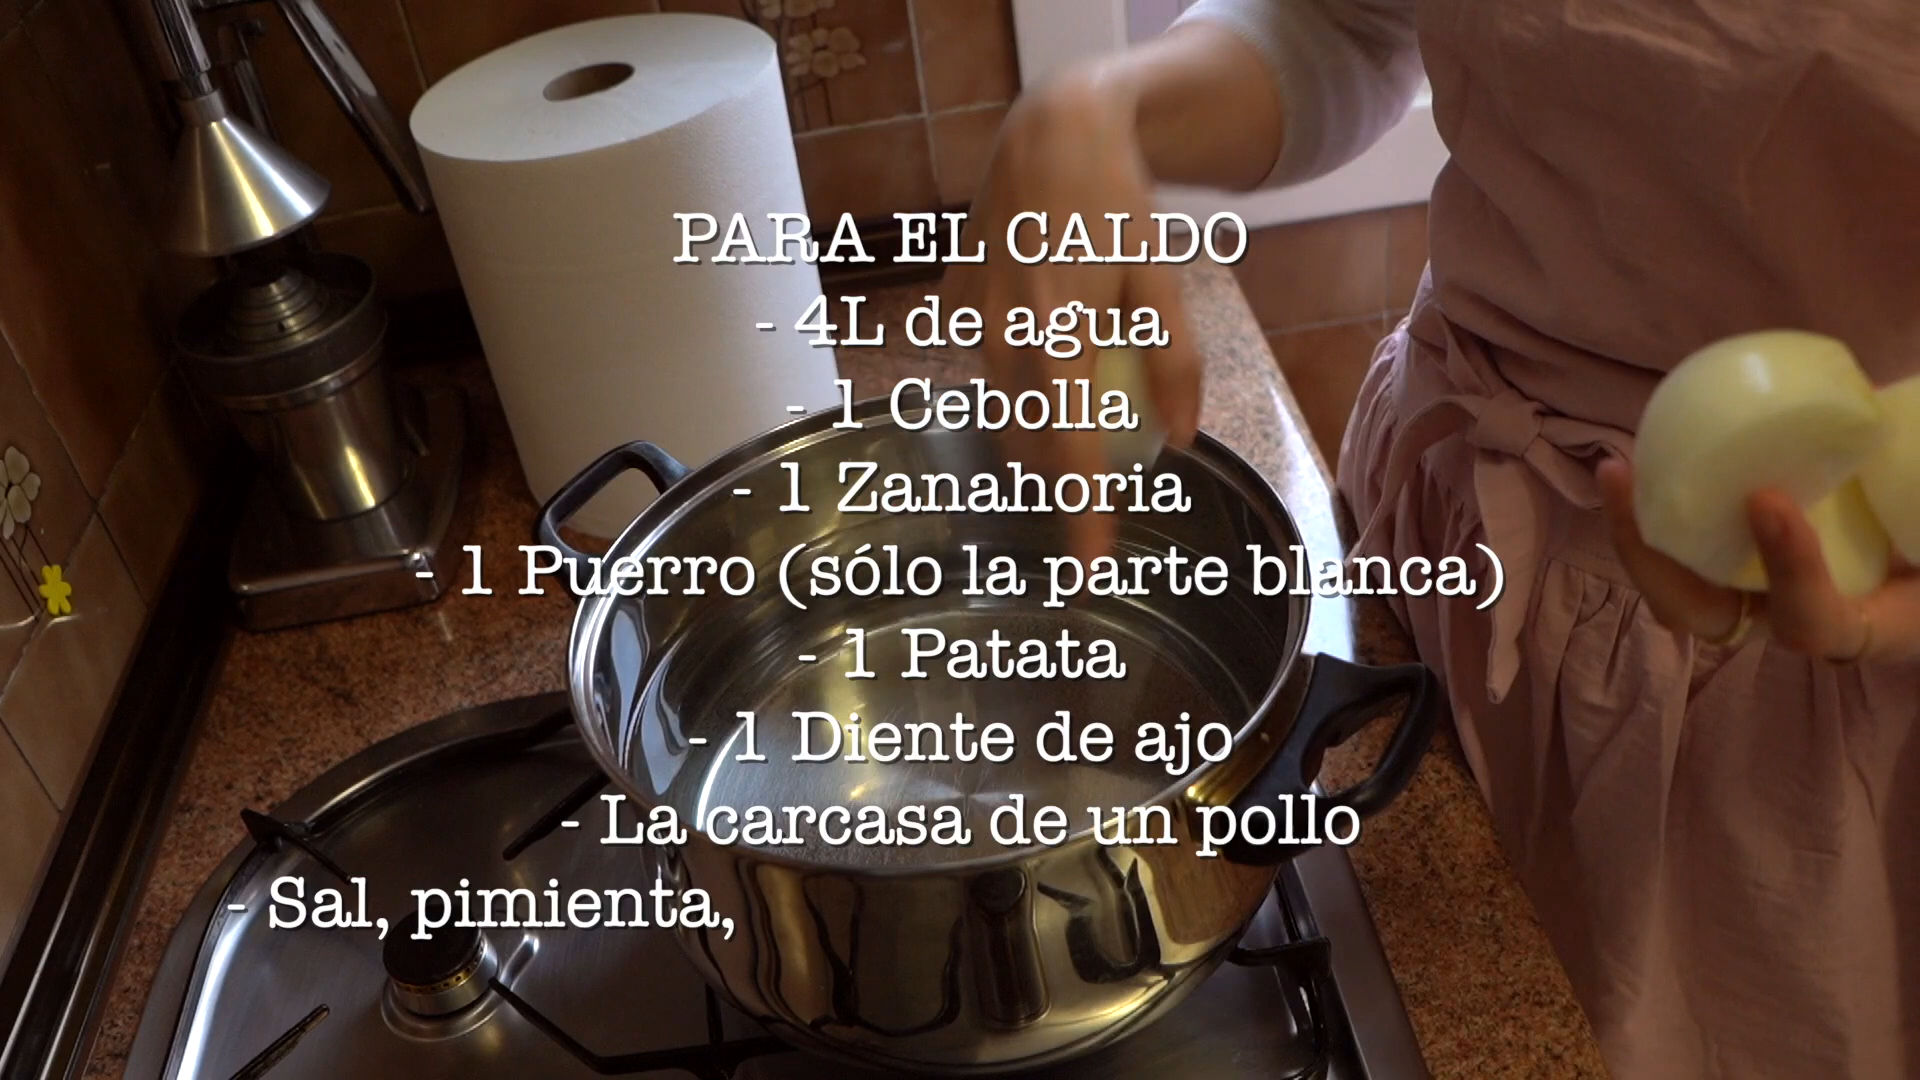 PARA EL CALDO
- 4L de agua
- 1 Cebolla
- 1 Zanahoria
- 1 Puerro (sólo la parte blanca)
- 1 Patata
- 1 Diente de ajo
- La carcasa de un pollo
- Sal, pimienta,